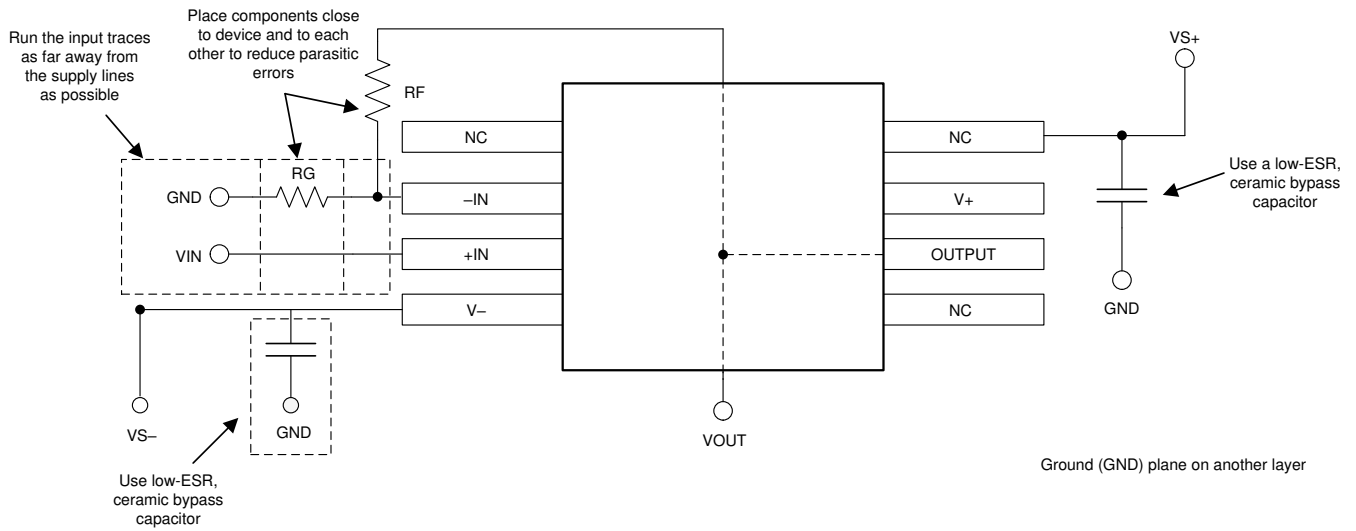 Place components close
to device and to each
other to reduce parasitic
errors
Run the input traces
as far away from
the supply lines
as possible
VS+
RF
NC
NC
Use a low-ESR,
ceramic bypass
capacitor
RG
GND
–IN
V+
VIN
+IN
OUTPUT
V–
NC
GND
VS–
GND
VOUT
Use low-ESR,
ceramic bypass
capacitor
Ground (GND) plane on another layer